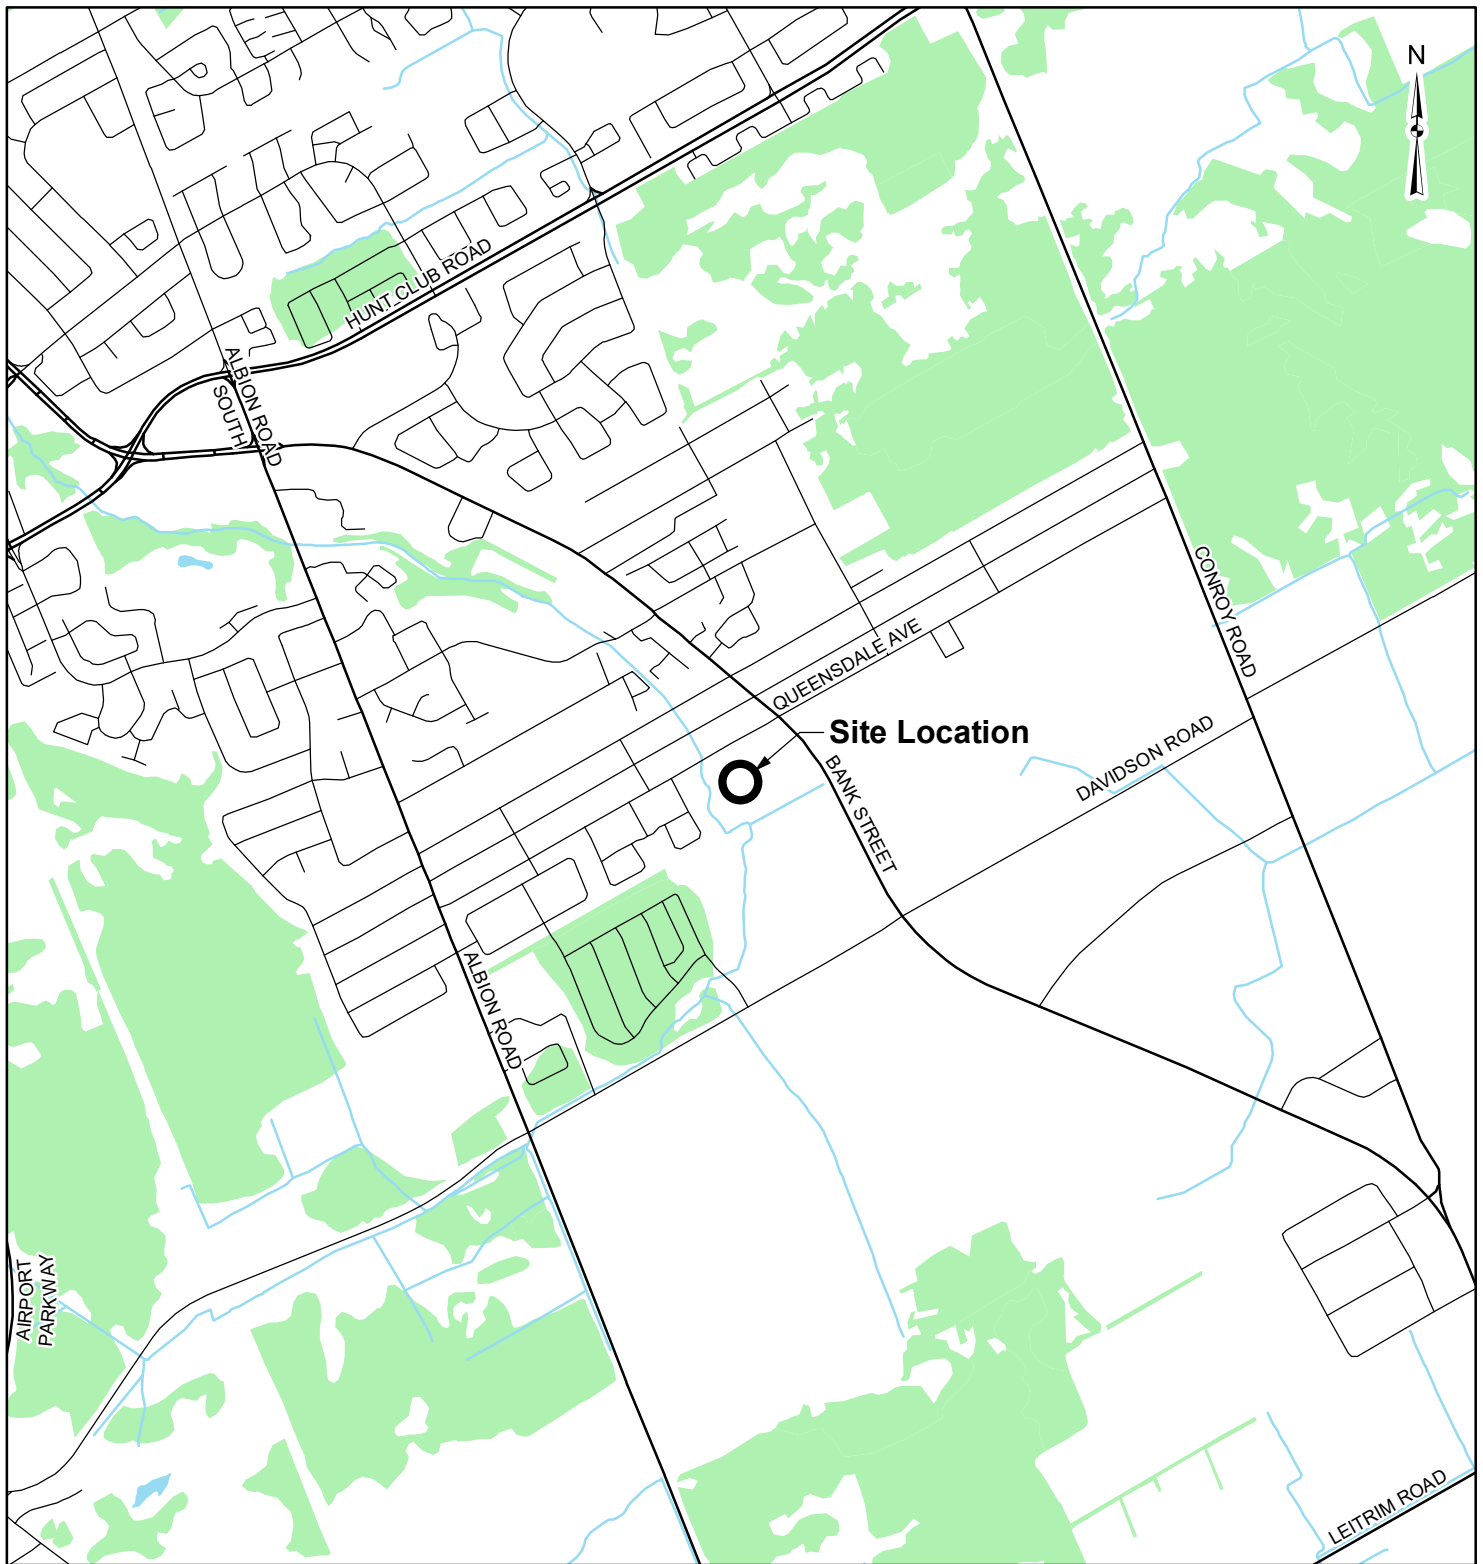 N
HUNT CLUB ROAD
ALBION ROAD
SOUTH
CONROY ROAD
QUEENSDALE AVE
Site Location
DAVIDSON ROAD
BANK STREET
ALBION ROAD
AIRPORT
PARKWAY
LEITRIM ROAD